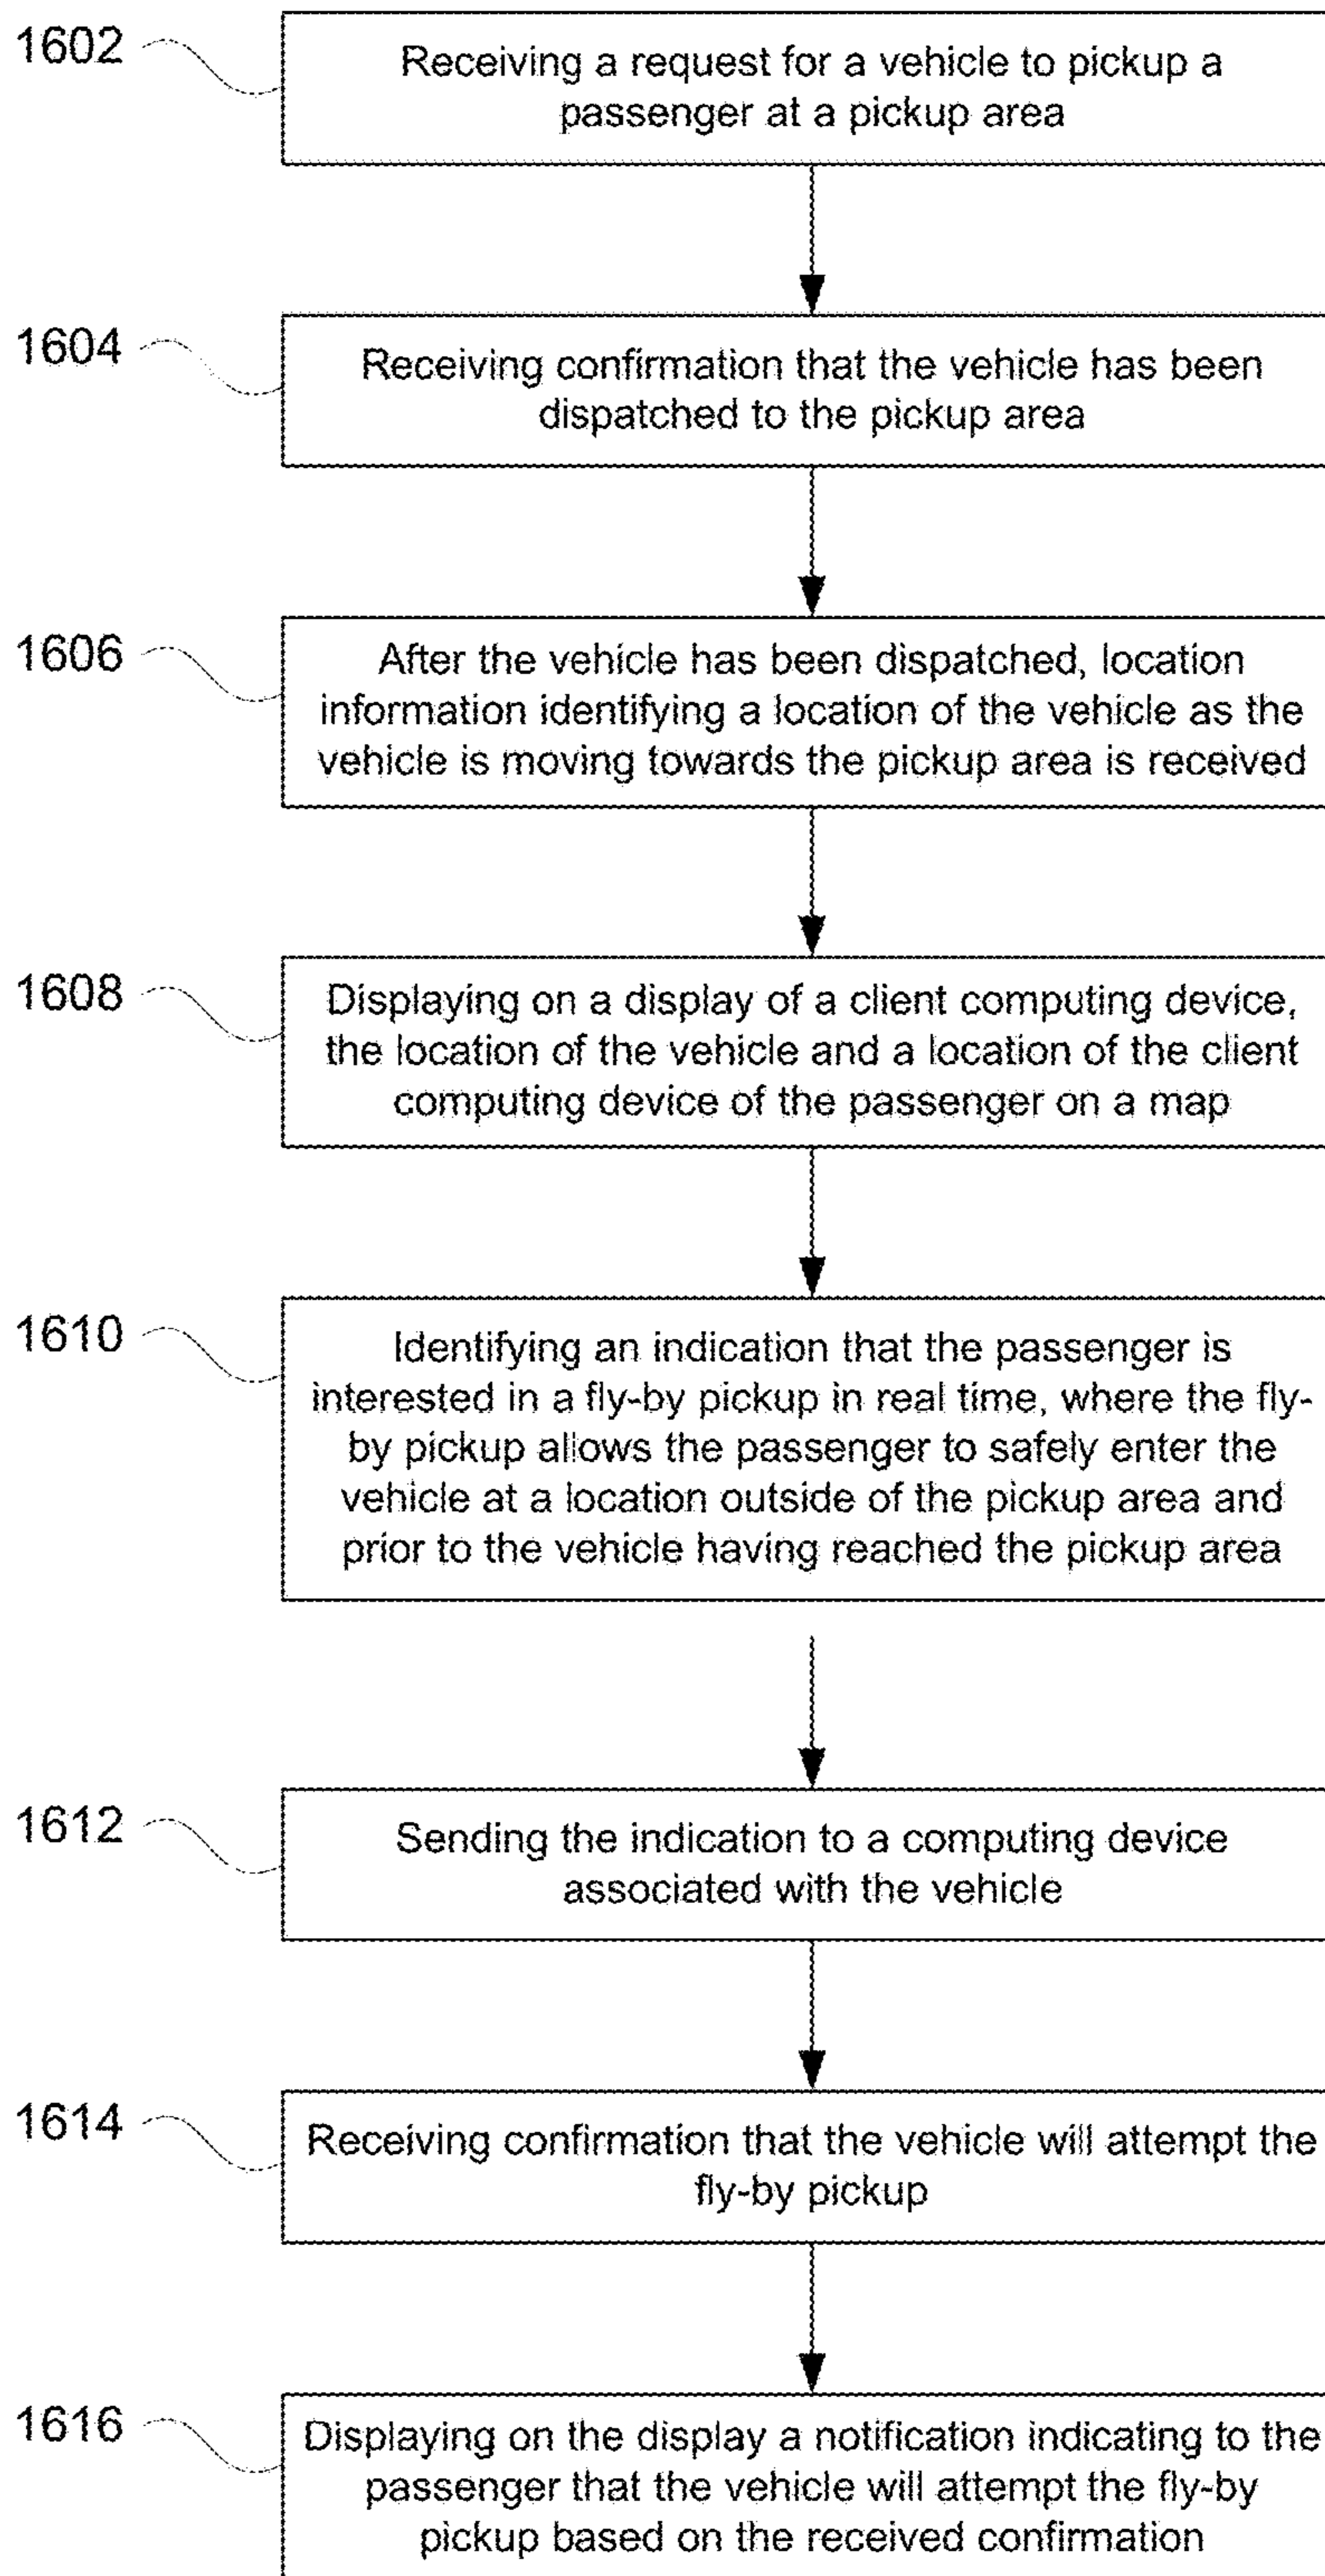 1602
Receiving a request for a vehicle to pickup a
passenger at a pickup area
1604
Receiving confirmation that the vehicle has been
dispatched to the pickup area
1606
After the vehicle has been dispatched, location
information identifying a location of the vehicle as the
vehicle is moving towards the pickup area is received
1608
Displaying on a display of a client computing device,
the location of the vehicle and a location of the client
computing device of the passenger on a map
1610
Identifying an indication that the passenger is
interested in a fly-by pickup in real time, where the fly-
by pickup allows the passenger to safely enter the
vehicle at a location outside of the pickup area and
prior to the vehicle having reached the pickup area
1612
Sending the indication to a computing device
associated with the vehicle
1614
Receiving confirmation that the vehicle will attempt the
fly-by pickup
1616
Displaying on the display a notification indicating to the
passenger that the vehicle will attempt the fly-by
pickup based on the received confirmation